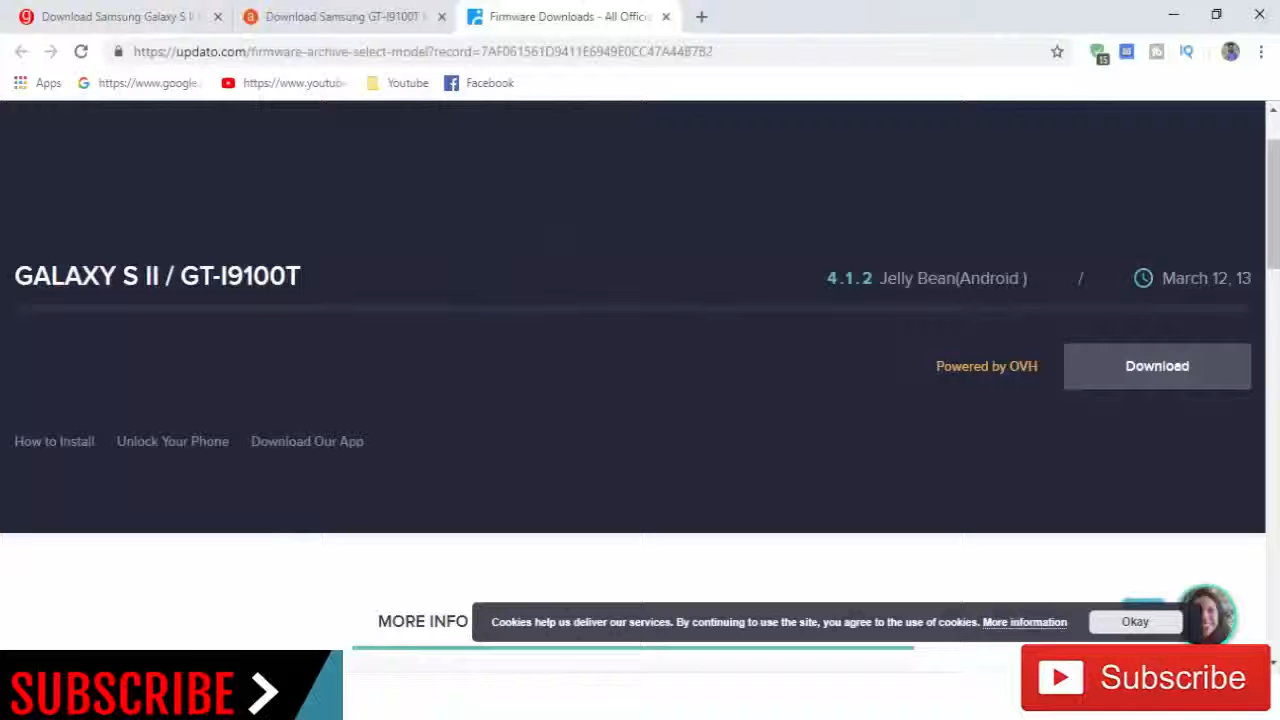 Download Samsung Galaxy S II
Download Samsung GT-I9100T
Firmware Downloads - All Offici
https://updato.com/firmware-archive-select-model?record=7AF061561D9411E6949E0CC47A44B7B2
15
IQ
Apps
https://www.google.
https://www.youtub
Youtube
Facebook
GALAXY S II / GT-I9100T
4.1.2 Jelly Bean(Android ) / March 12, 13
Powered by OVH
Download
How to Install
Unlock Your Phone
Download Our App
MORE INFO
Cookies help us deliver our services. By continuing to use the site, you agree to the use of cookies. More information
Okay
SUBSCRIBE
Subscribe